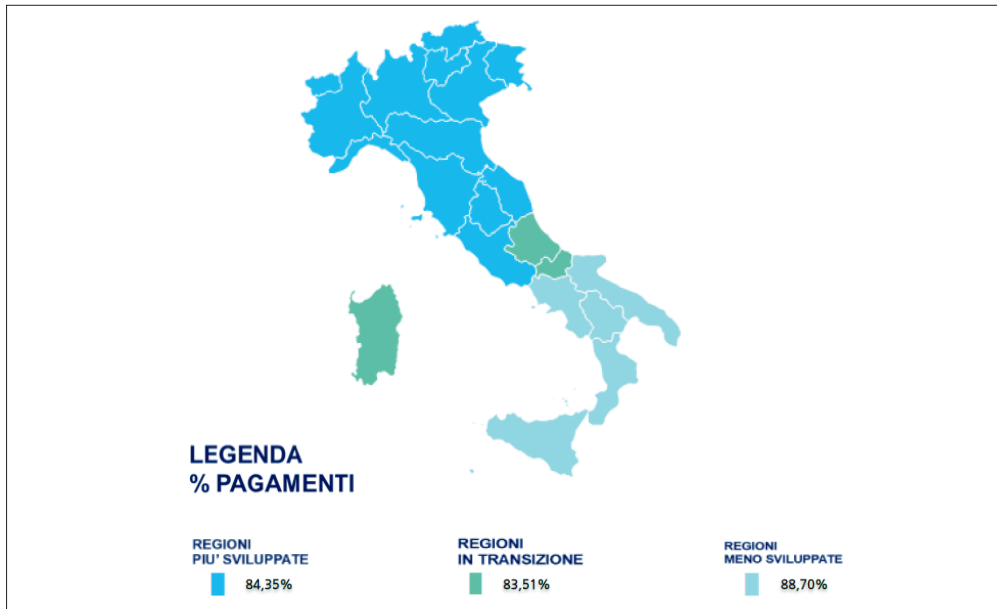 LEGENDA
% PAGAMENTI
REGIONI
PIU' SVILUPPATE
84,35%
REGIONI
IN TRANSIZIONE
83,51%
REGIONI
MENO SVILUPPATE
88,70%